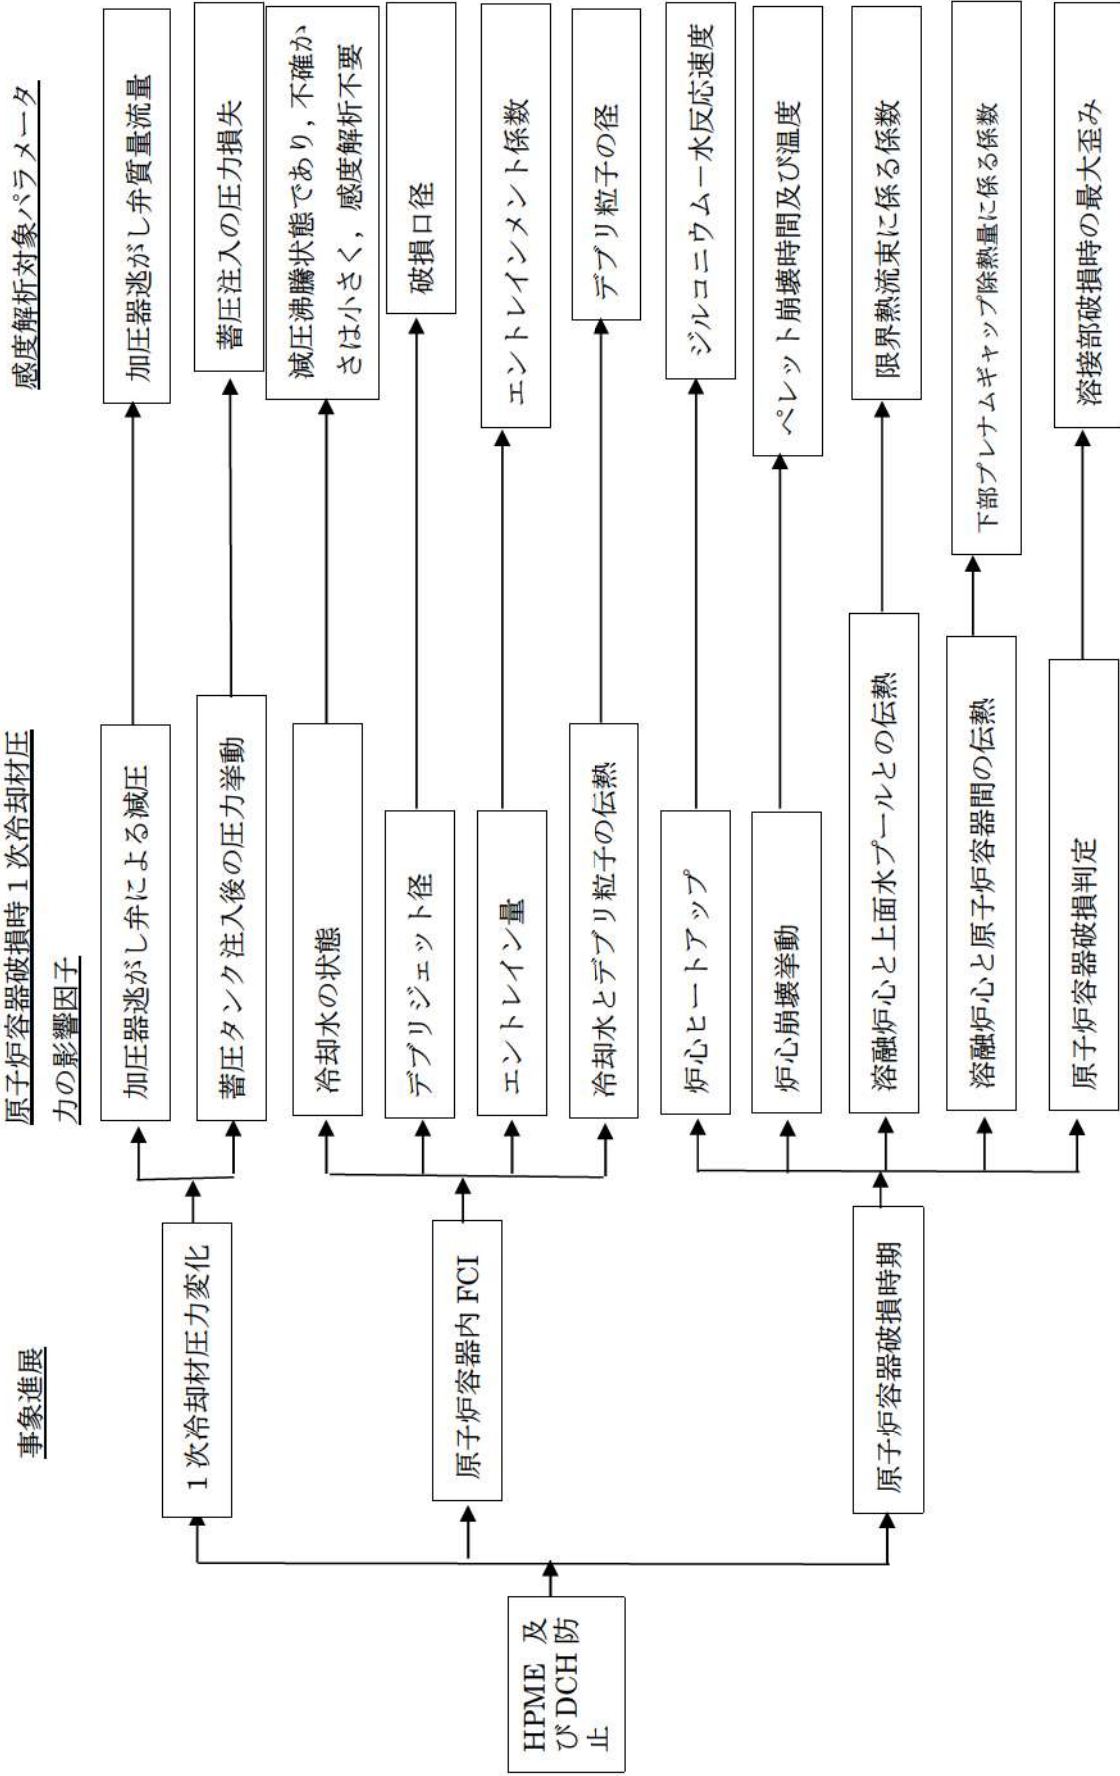 事象進展
原子炉容器破損時1次冷却材圧
力の影響因子
感度解析対象パラメータ
HPME 及
びDCH防
止
1次冷却材圧力変化
加圧器逃がし弁による減圧
加圧器逃がし弁質量流量
蓄圧タンク注入後の圧力挙動
蓄圧注入の圧力損失
原子炉容器内FCI
冷却水の状態
減圧沸騰状態であり，不確か
さは小さく，感度解析不要
デブリジェット径
破損口径
エントレイン量
エントレインメント係数
冷却水とデブリ粒子の伝熱
デブリ粒子の径
原子炉容器破損時期
炉心ヒートアップ
ジルコニウムー水反応速度
炉心崩壊挙動
ペレット崩壊時間及び温度
溶融炉心と上面水プールとの伝熱
限界熱流束に係る係数
溶融炉心と原子炉容器間の伝熱
下部プレナムギャップ除熱量に係る係数
原子炉容器破損判定
溶接部破損時の最大歪み